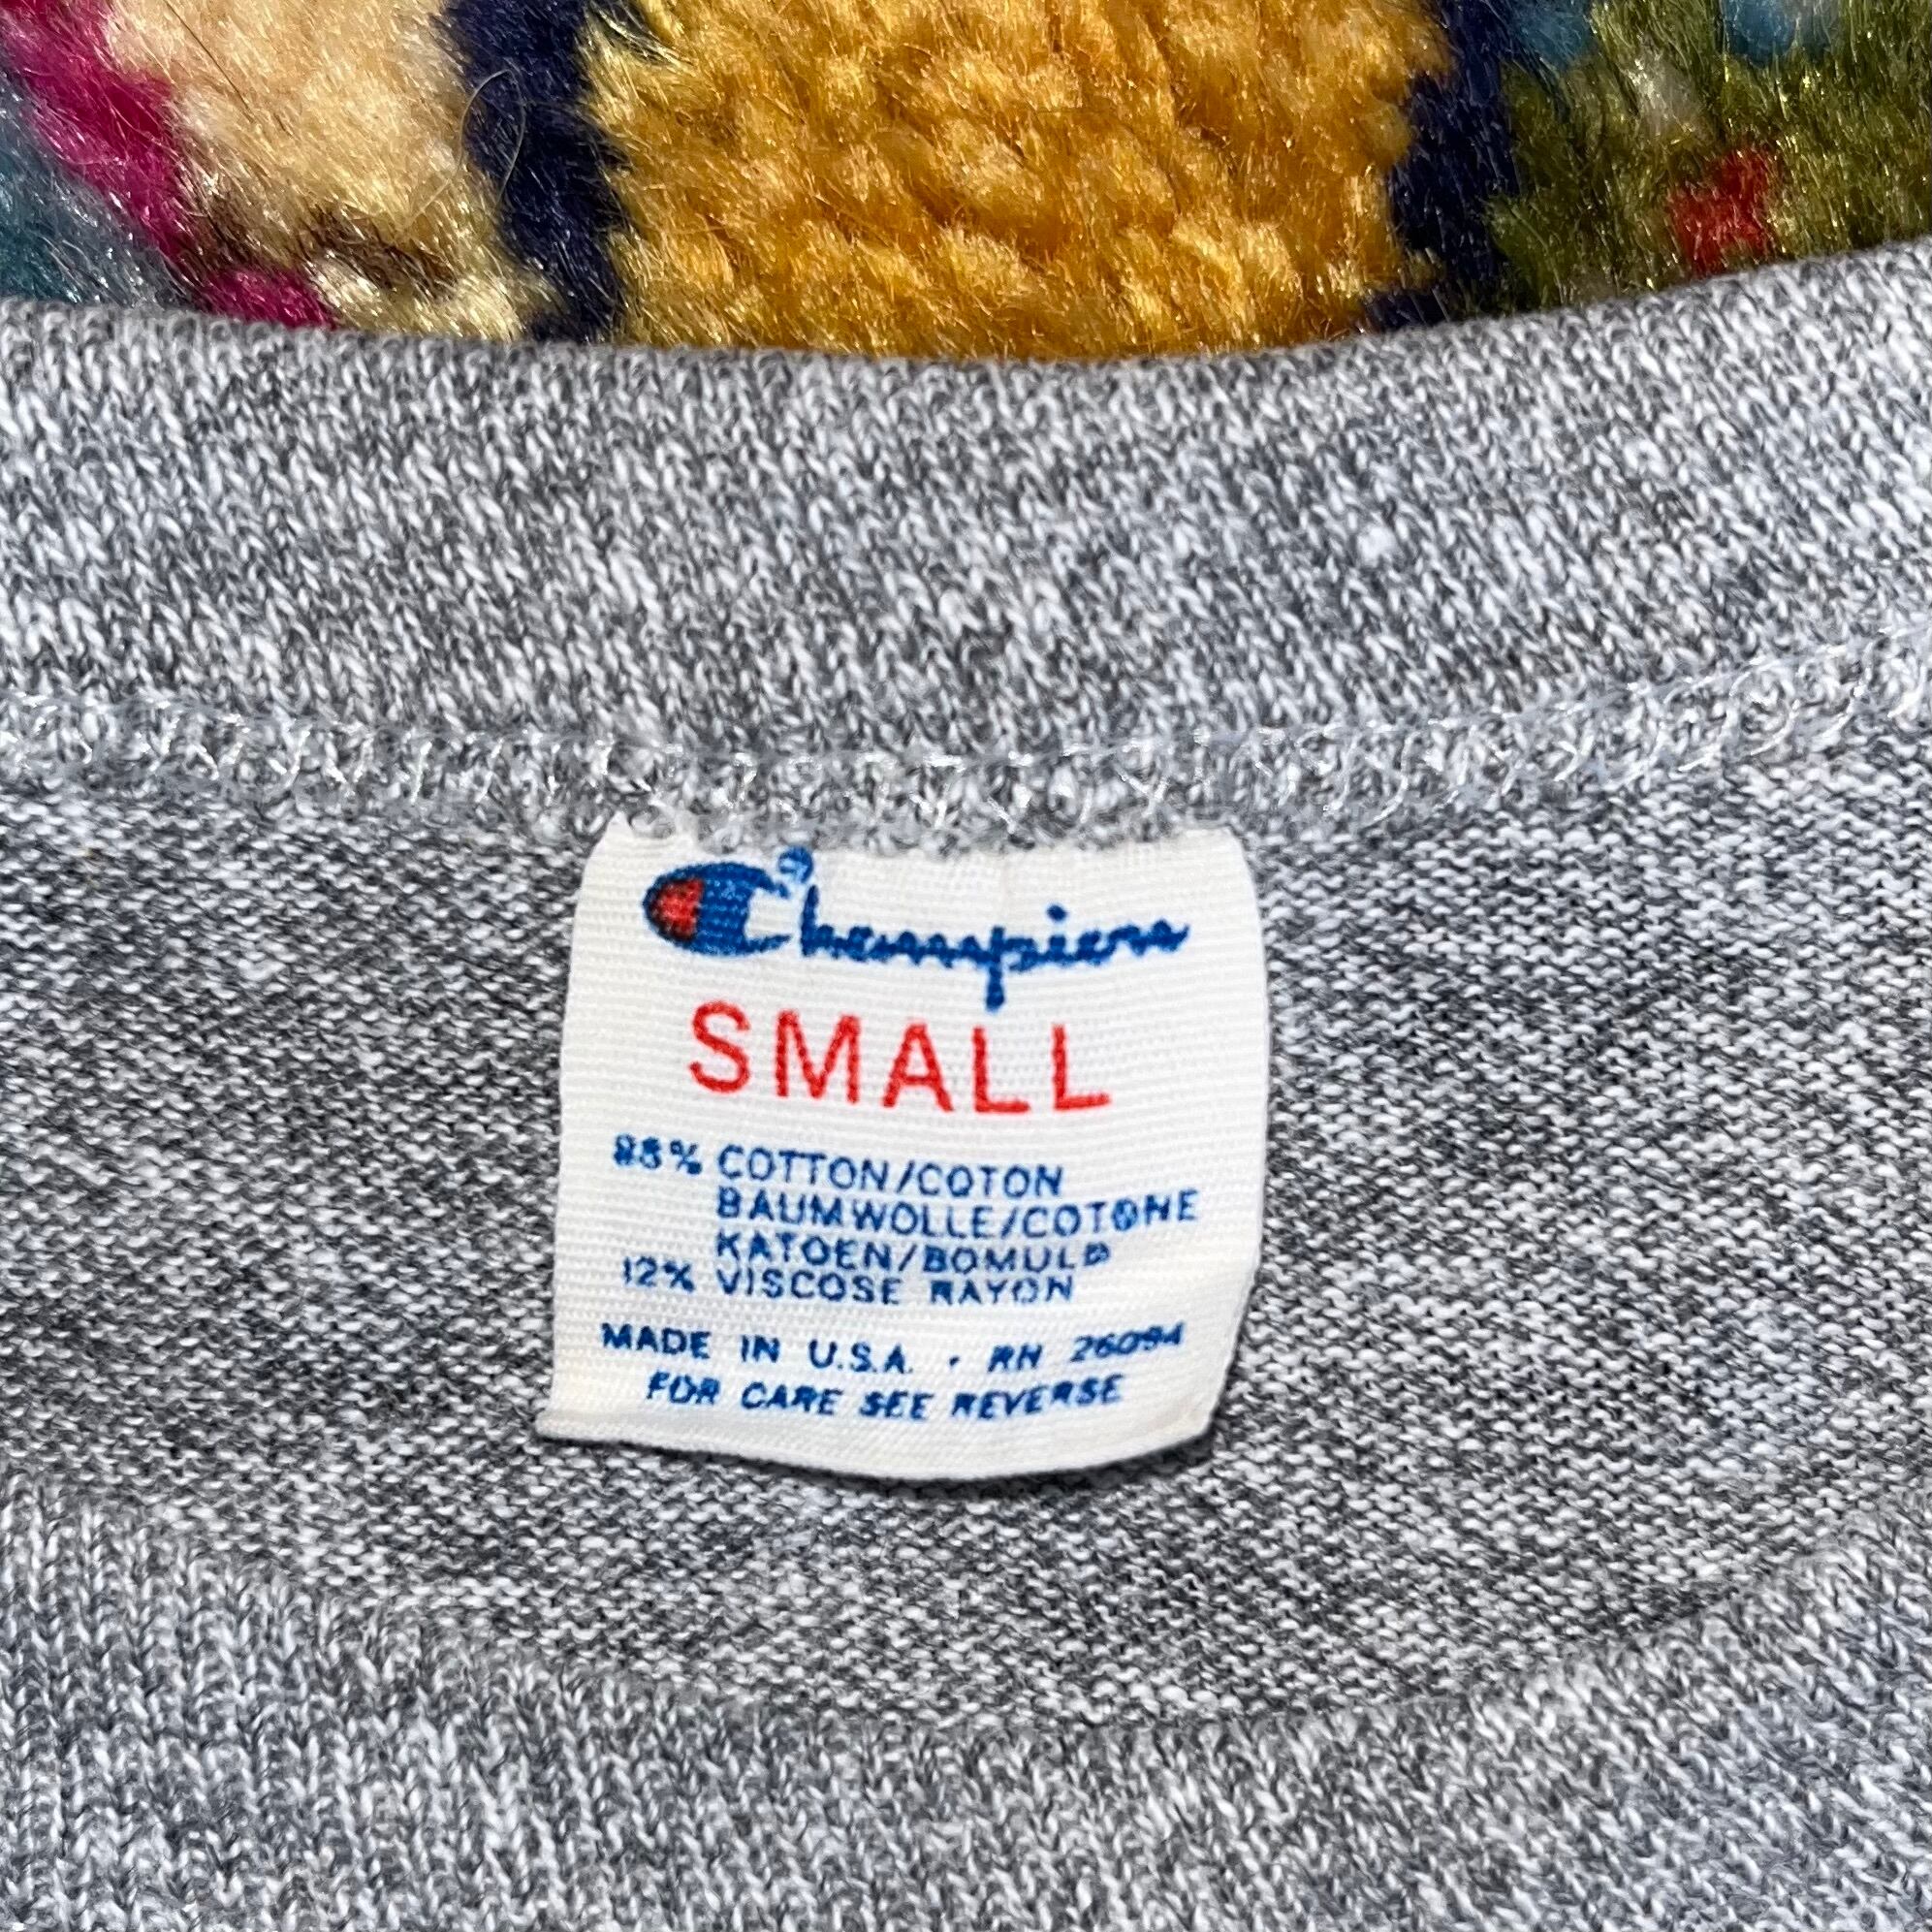 Champion®
SMALL
88% COTTON/COTON
BAUMWOLLE/COTONE
KATOEN/BOMULD
12% VISCOSE RAYON
MADE IN U.S.A. · RN 26094
FOR CARE SEE REVERSE